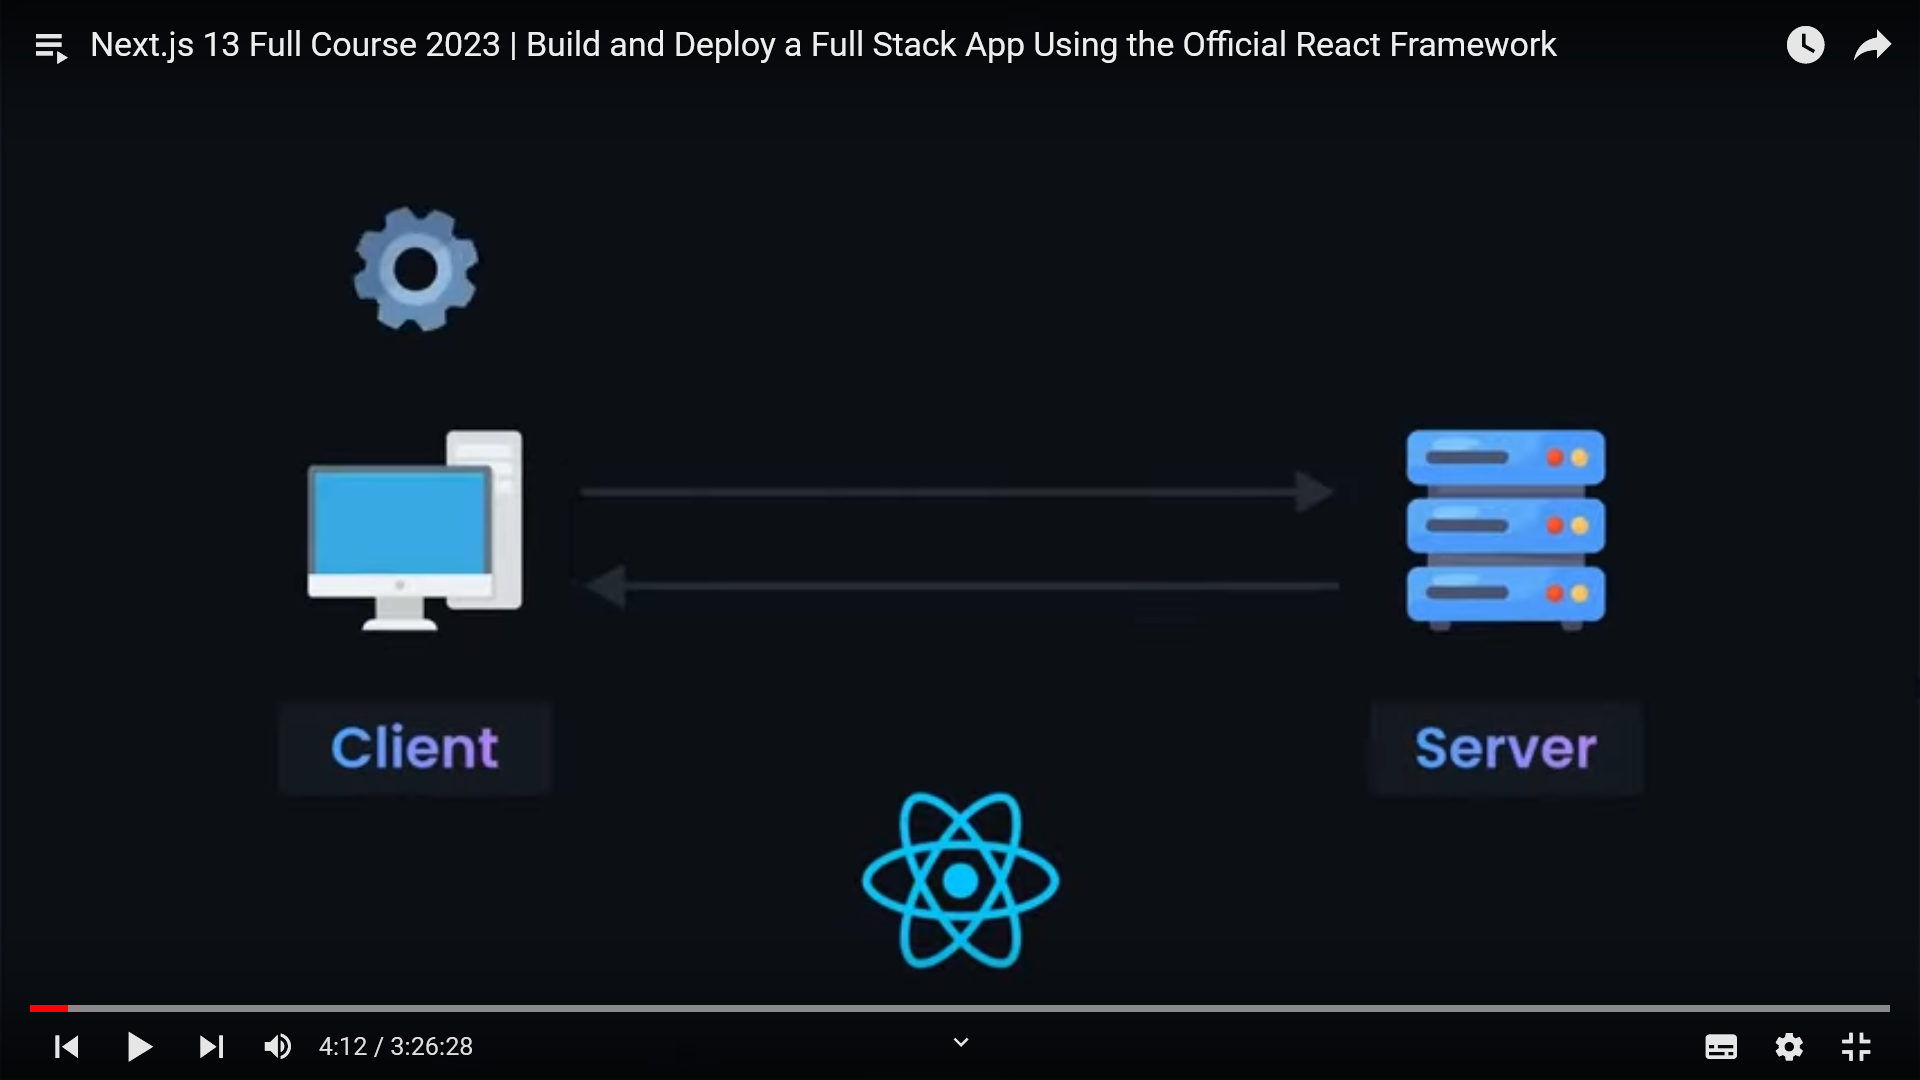 Next.js 13 Full Course 2023 | Build and Deploy a Full Stack App Using the Official React Framework
Client
Server
4:12 / 3:26:28